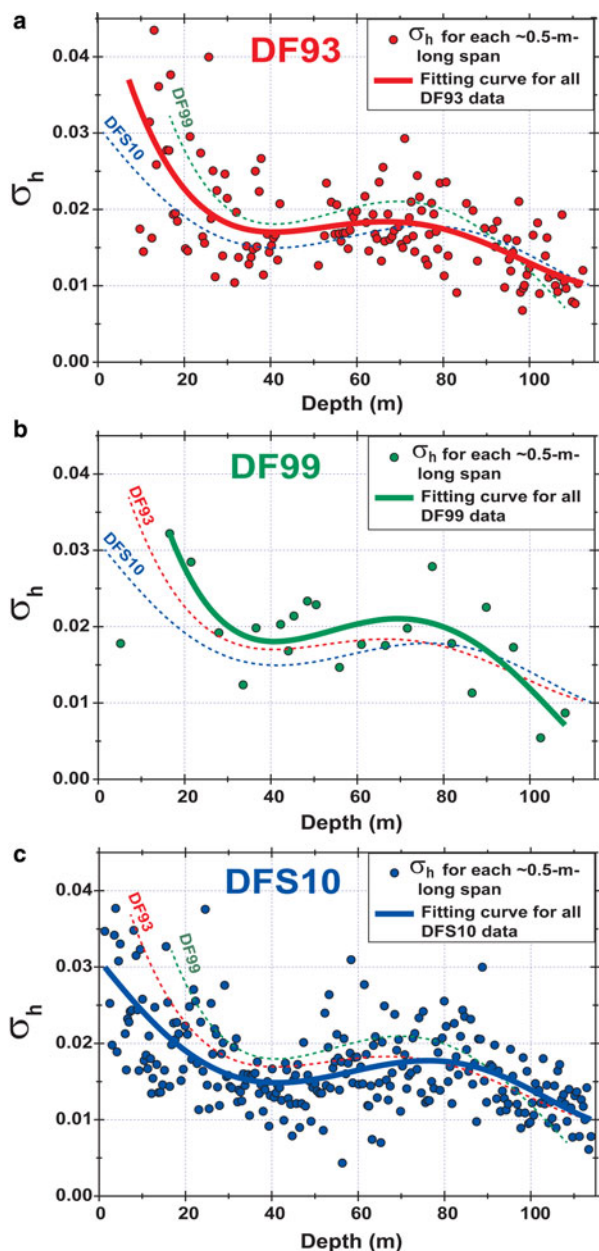 a
DF93
σh for each ~0.5-m-
long span
Fitting curve for all
DF93 data
DF99
DFS10
σh
0.04
0.03
0.02
0.01
0.00
0 20 40 60 80 100
Depth (m)
b
DF99
σh for each ~0.5-m-
long span
Fitting curve for all
DF99 data
DF93
DFS10
σh
0.04
0.03
0.02
0.01
0.00
0 20 40 60 80 100
Depth (m)
c
DFS10
σh for each ~0.5-m-
long span
Fitting curve for all
DFS10 data
DF93
DF99
σh
0.04
0.03
0.02
0.01
0.00
0 20 40 60 80 100
Depth (m)